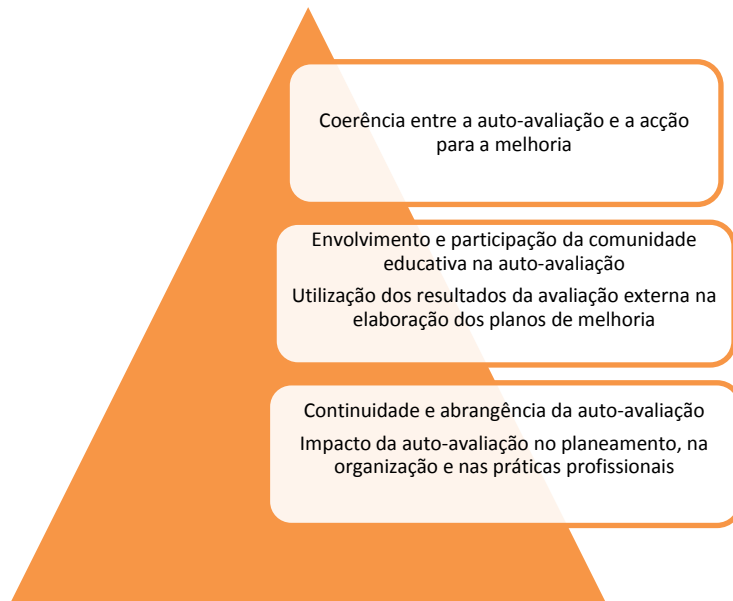 Coerência entre a auto-avaliação e a acção
para a melhoria
Envolvimento e participação da comunidade
educativa na auto-avaliação
Utilização dos resultados da avaliação externa na
elaboração dos planos de melhoria
Continuidade e abrangência da auto-avaliação
Impacto da auto-avaliação no planeamento, na
organização e nas práticas profissionais